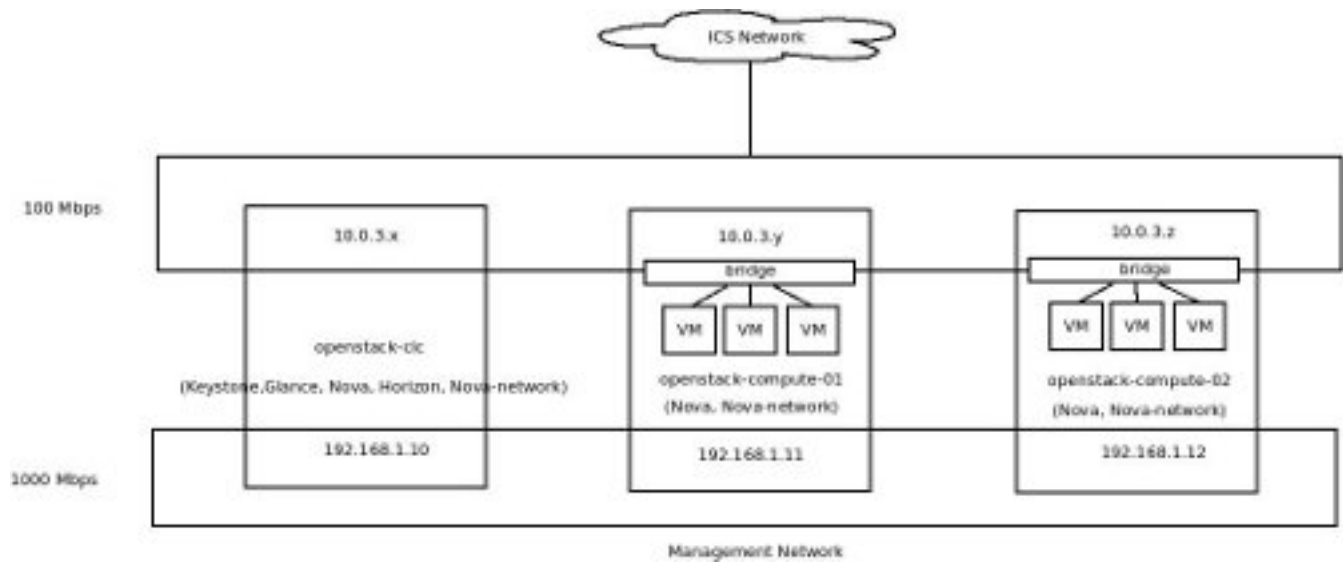 ICS Network
100 Mbps
10.0.3.x
10.0.3.y
10.0.3.z
bridge
bridge
VM VM VM
VM VM VM
openstack-clc
(Keystone,Glance, Nova, Horizon, Nova-network)
openstack-compute-01
(Nova, Nova-network)
openstack-compute-02
(Nova, Nova-network)
192.168.1.10
192.168.1.11
192.168.1.12
1000 Mbps
Management Network